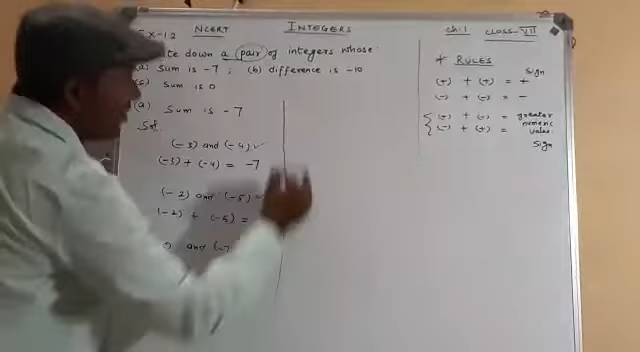 EX-1.2 NCERT INTEGERS ch:1 CLASS-VII
te down a pair of integers whose:
(a) Sum is -7 ; (b) difference is -10
(c) Sum is 0
(a) Sum is -7
Sol.
(-3) and (-4) ✓
(-3) + (-4) = -7
(-2) and (-5)
(-2) + (-5) =
and (-7
* RULES
Sign
(+) + (+) = +
(-) + (-) = -
(+) + (-) = greater
(-) + (+) = numeric
value
Sign